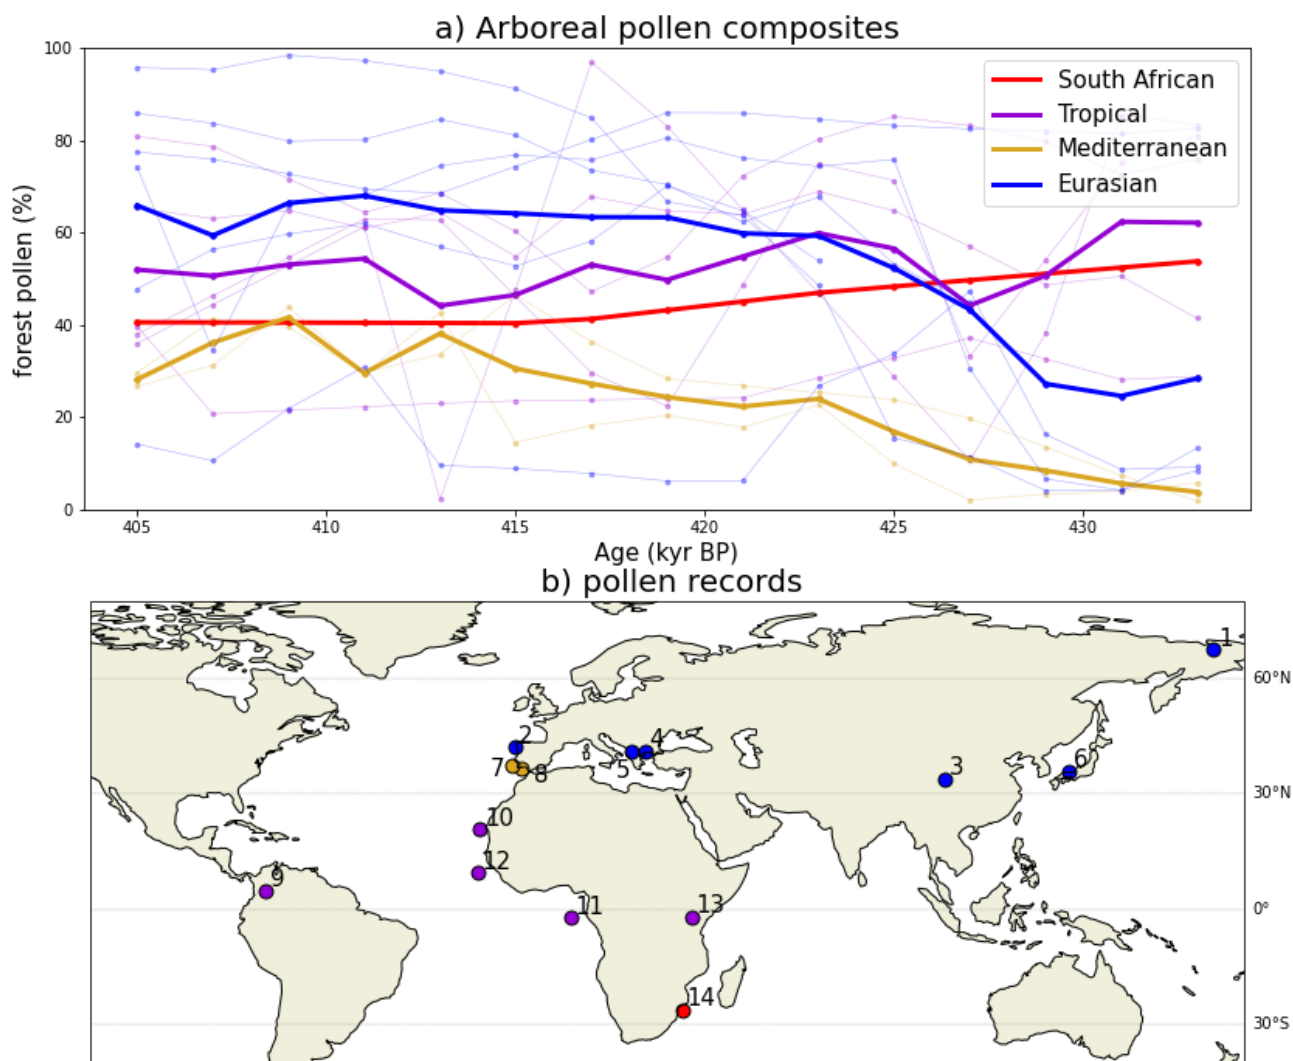 a) Arboreal pollen composites
100
80
60
40
20
0
forest pollen (%)
South African
Tropical
Mediterranean
Eurasian
405
410
415
420
425
430
Age (kyr BP)
b) pollen records
1
60°N
2
4
5
7
8
3
6
30°N
10
12
9
11
13
0°
14
30°S